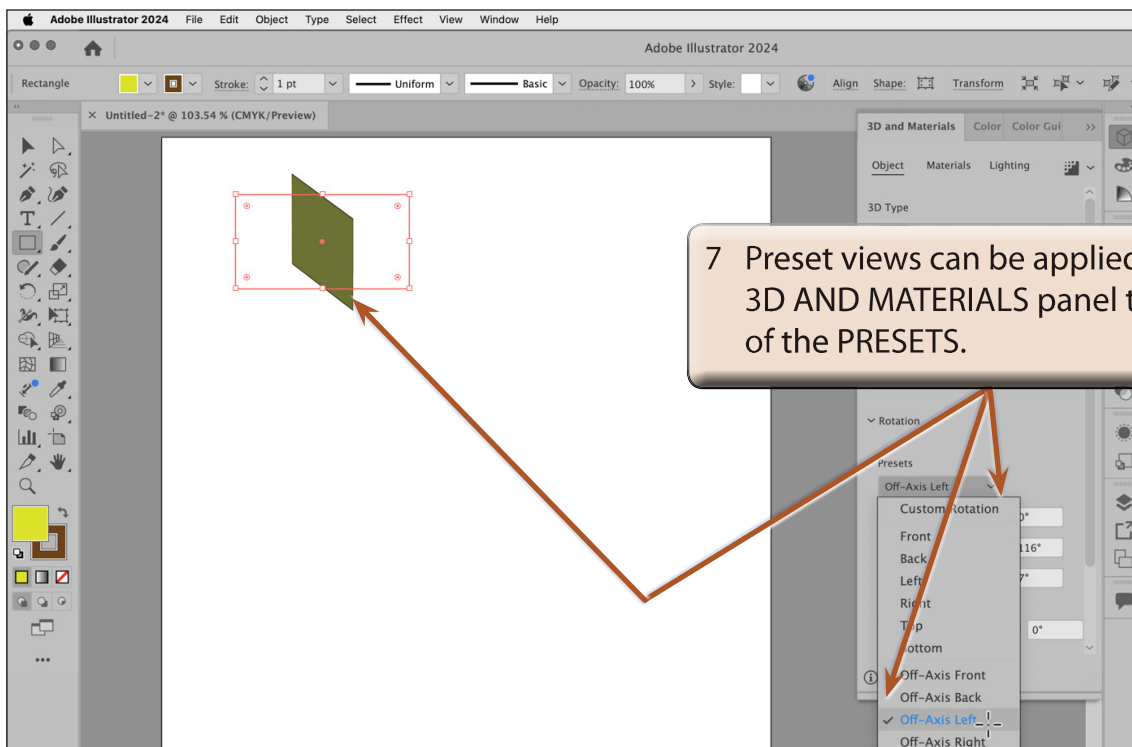 Adobe Illustrator 2024 File Edit Object Type Select Effect View Window Help
Adobe Illustrator 2024
Rectangle Stroke: 1 pt Uniform Basic Opacity: 100% Style: Align Shape: Transform
× Untitled-2* @ 103.54 % (CMYK/Preview)
3D and Materials Color Color Gui >>
Object Materials Lighting
3D Type
7 Preset views can be applied
3D AND MATERIALS panel t
of the PRESETS.
Rotation
Presets
Off-Axis Left
Custom Rotation
0°
Front
116°
Back
Left
7°
Right
Top
0°
Bottom
Off-Axis Front
Off-Axis Back
✓ Off-Axis Left
Off-Axis Right